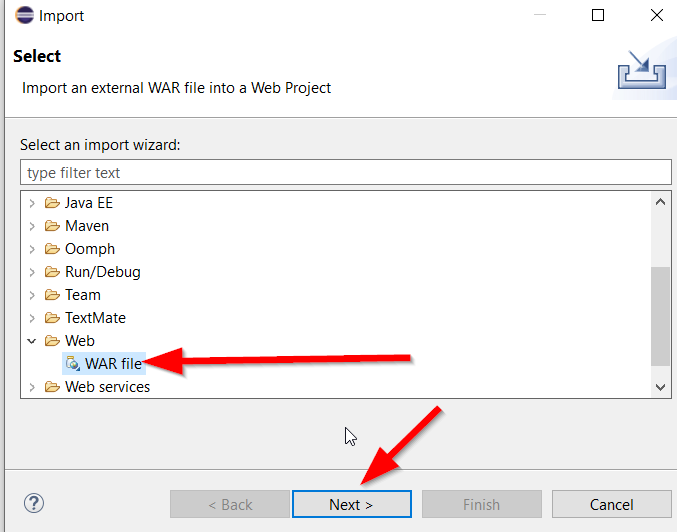 Import
Select
Import an external WAR file into a Web Project
Select an import wizard:
type filter text
Java EE
Maven
Oomph
Run/Debug
Team
TextMate
Web
WAR file
Web services
?
< Back
Next >
Finish
Cancel